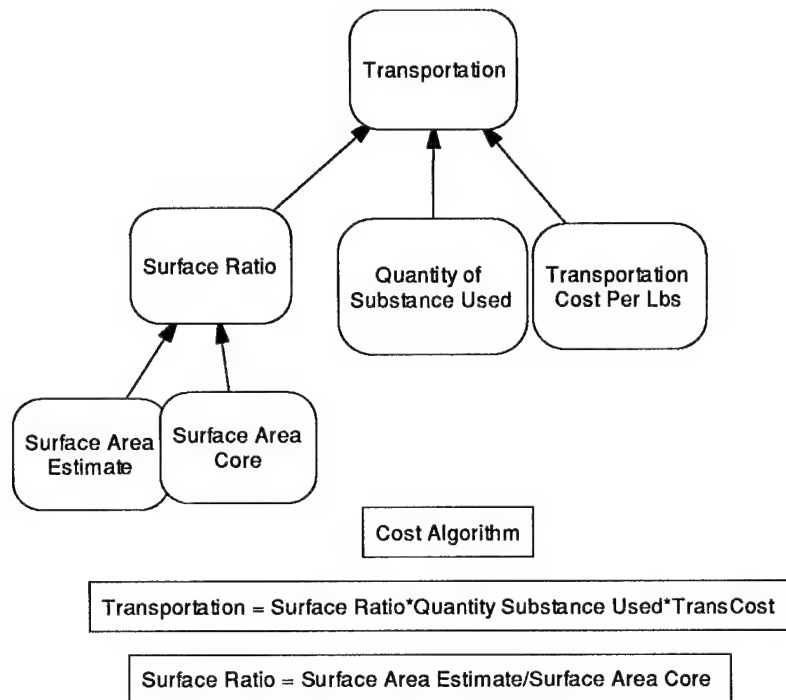 Transportation
Surface Ratio
Quantity of
Substance Used
Transportation
Cost Per Lbs
Surface Area
Estimate
Surface Area
Core
Cost Algorithm
Transportation = Surface Ratio*Quantity Substance Used*TransCost
Surface Ratio = Surface Area Estimate/Surface Area Core